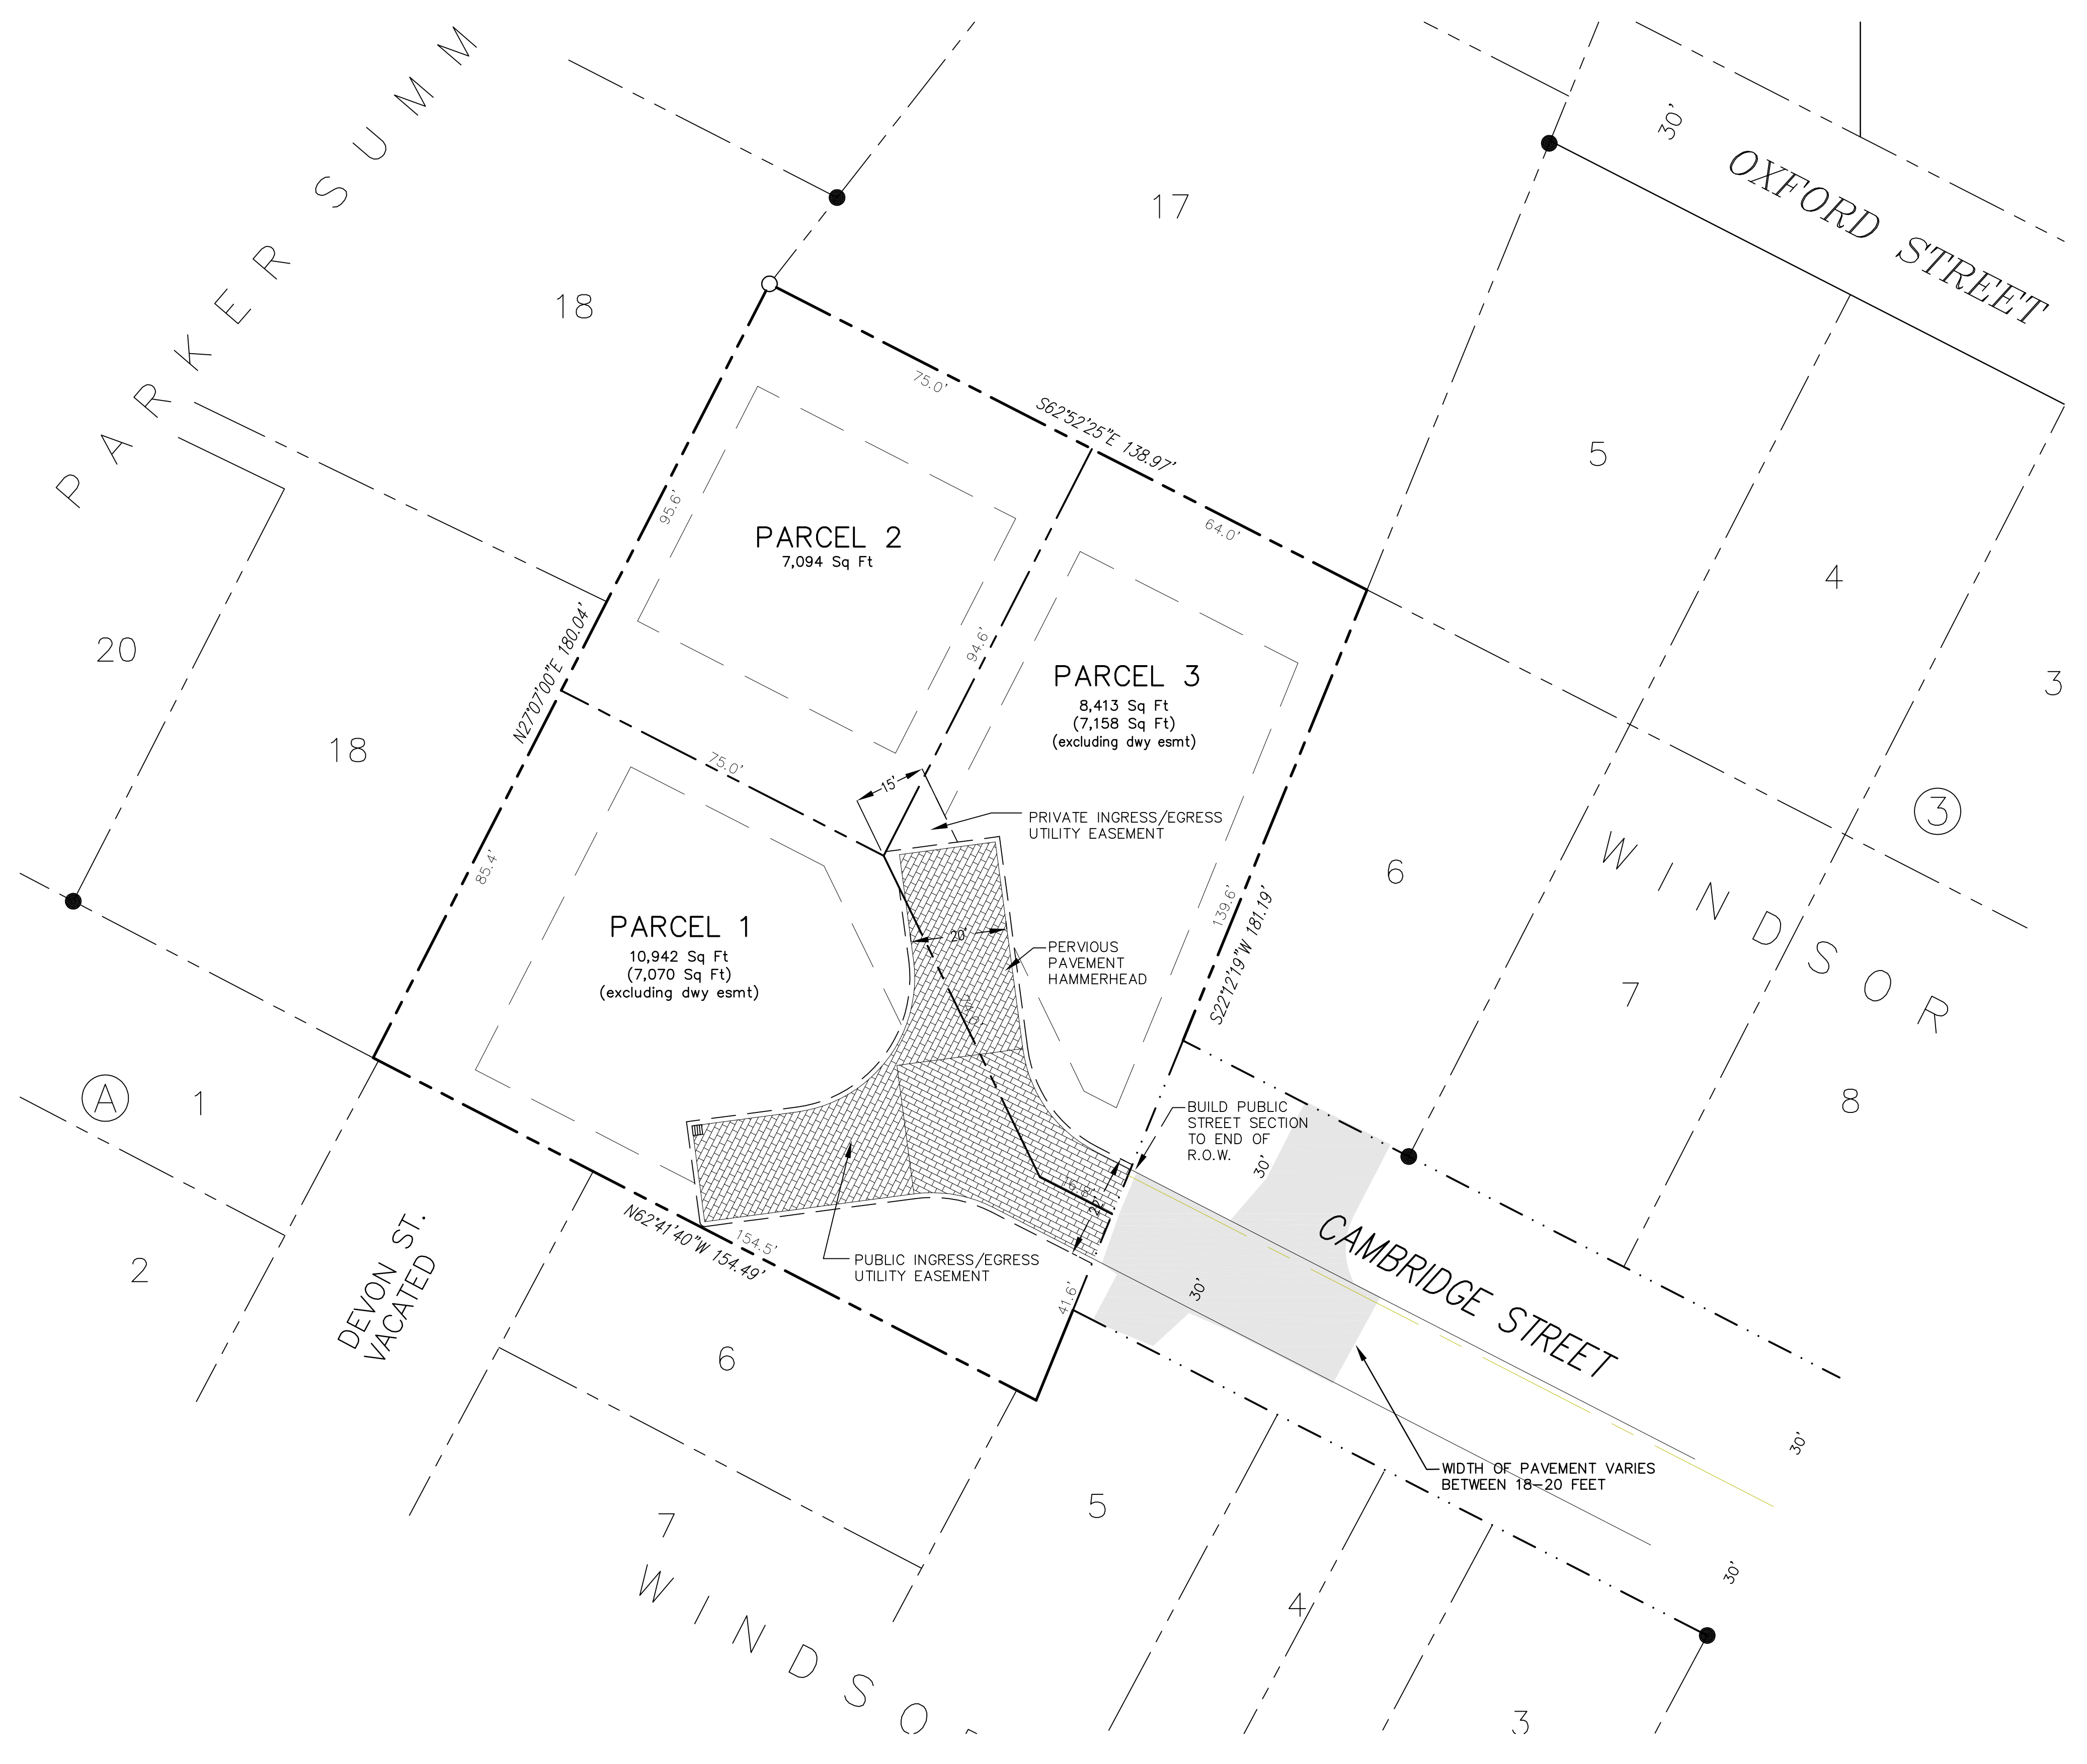 PARKER SUMM
30'
OXFORD STREET
17
18
75.0'
S62°52'25"E 138.97'
64.0'
5
4
3
95.6'
PARCEL 2
7,094 Sq Ft
94.6'
PARCEL 3
8,413 Sq Ft
(7,158 Sq Ft)
(excluding dwy esmt)
N27°07'00"E 180.04'
20
18
75.0'
15'
PRIVATE INGRESS/EGRESS
UTILITY EASEMENT
3
WINDSOR
6
7
8
85.4'
PARCEL 1
10,942 Sq Ft
(7,070 Sq Ft)
(excluding dwy esmt)
20'
PERVIOUS
PAVEMENT
HAMMERHEAD
139.6'
S22°12'19"W 181.19'
A
1
2
BUILD PUBLIC
STREET SECTION
TO END OF
R.O.W.
30'
CAMBRIDGE STREET
30'
DEVON ST.
VACATED
N62°41'40"W 154.49'
154.5'
PUBLIC INGRESS/EGRESS
UTILITY EASEMENT
41.6'
6
WIDTH OF PAVEMENT VARIES
BETWEEN 18-20 FEET
30'
30'
7
5
4
3
WINDSO